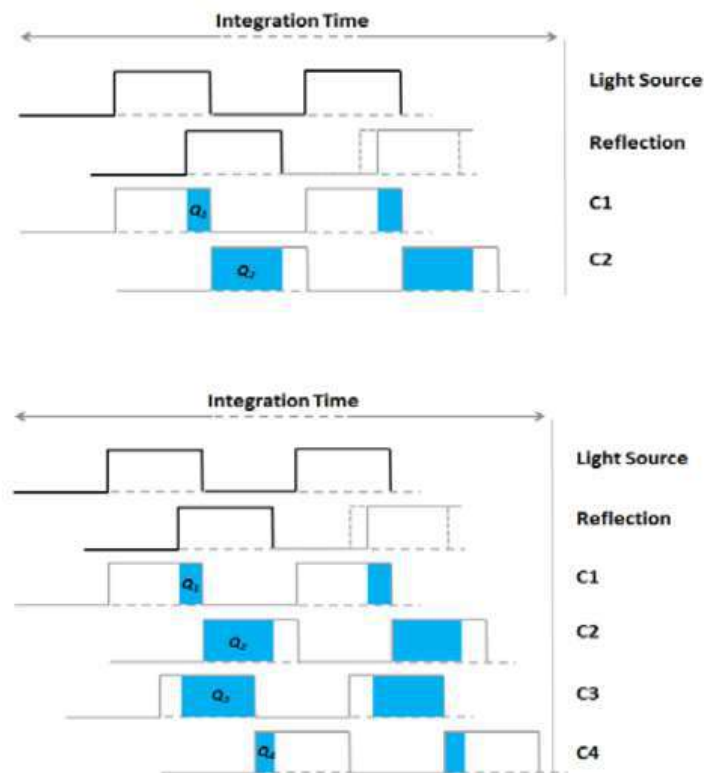 Integration Time
Light Source
Reflection
C1
Q₁
C2
Q₂
Integration Time
Light Source
Reflection
C1
Q₁
C2
Q₂
C3
Q₃
C4
Q₄